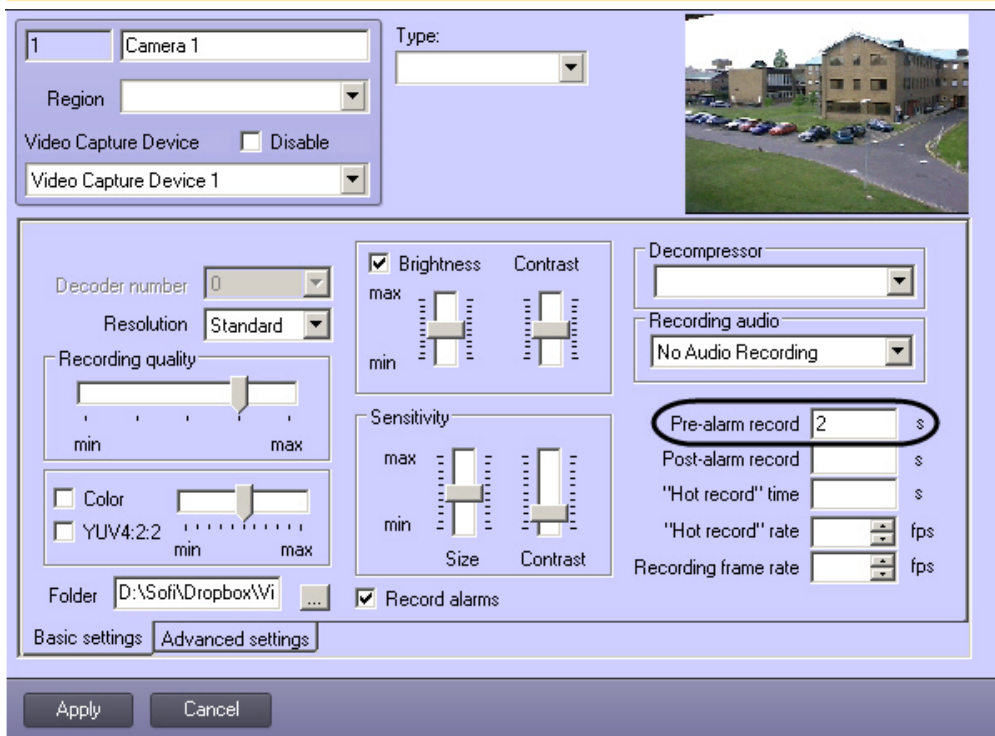 1
Camera 1
Type:
Region
Video Capture Device
Disable
Video Capture Device 1
Decoder number
0
Resolution
Standard
Recording quality
min
max
Color
YUV4:2:2
min
max
Folder
D:\Sofi\Dropbox\Vi
...
Brightness
Contrast
max
min
Sensitivity
max
min
Size
Contrast
Record alarms
Decompressor
Recording audio
No Audio Recording
Pre-alarm record
2
s
Post-alarm record
s
"Hot record" time
s
"Hot record" rate
fps
Recording frame rate
fps
Basic settings
Advanced settings
Apply
Cancel